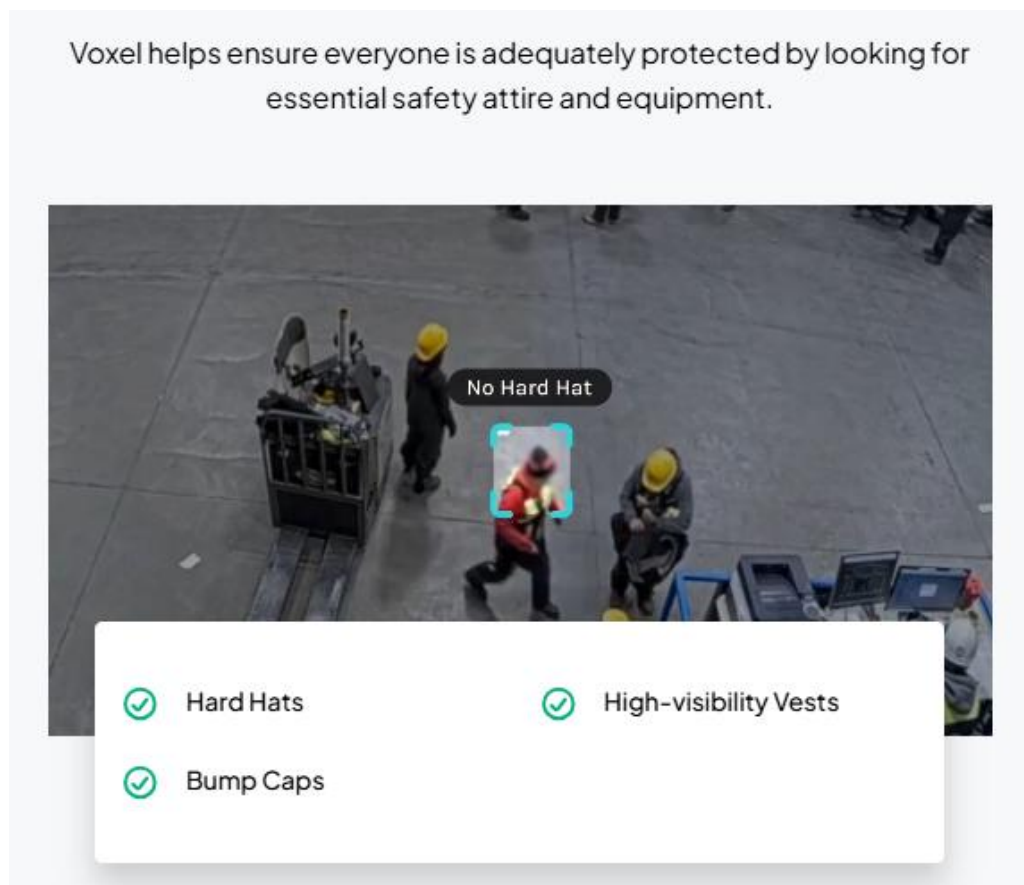 Voxel helps ensure everyone is adequately protected by looking for
essential safety attire and equipment.
No Hard Hat
Hard Hats
High-visibility Vests
Bump Caps